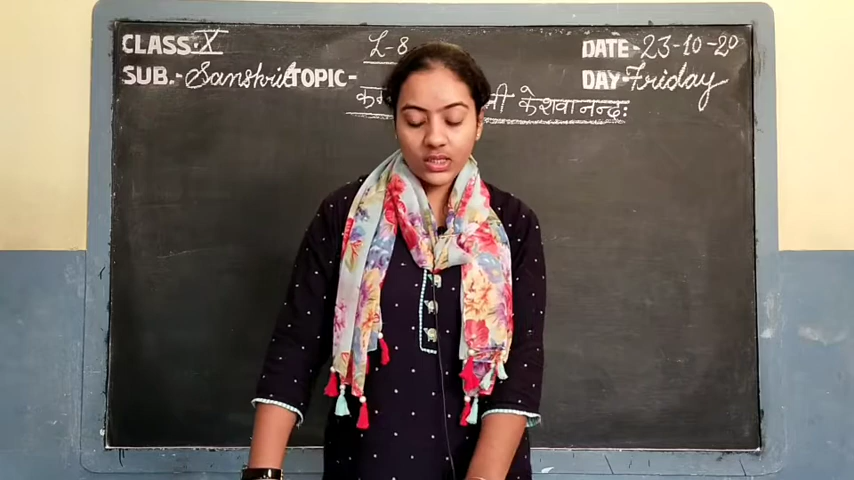 CLASS:- X L-8 DATE-23-10-20
SUB.-Sanskrit TOPIC- DAY-Friday
केशवानन्द: